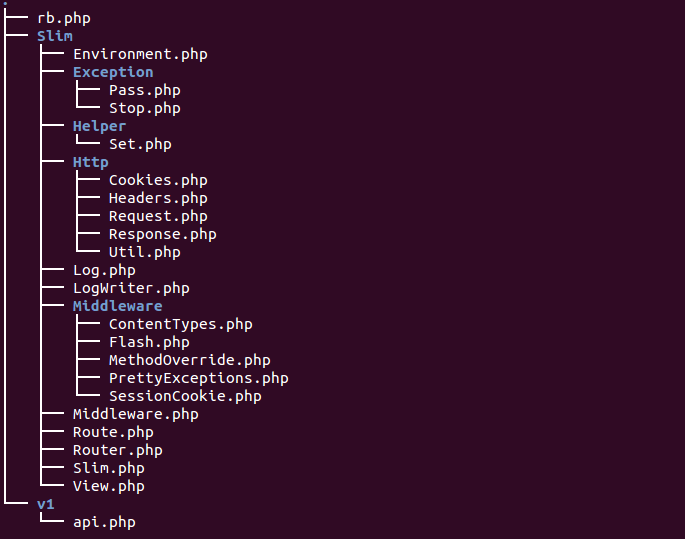 .
rb.php
Slim
Environment.php
Exception
Pass.php
Stop.php
Helper
Set.php
Http
Cookies.php
Headers.php
Request.php
Response.php
Util.php
Log.php
LogWriter.php
Middleware
ContentTypes.php
Flash.php
MethodOverride.php
PrettyExceptions.php
SessionCookie.php
Middleware.php
Route.php
Router.php
Slim.php
View.php
v1
api.php